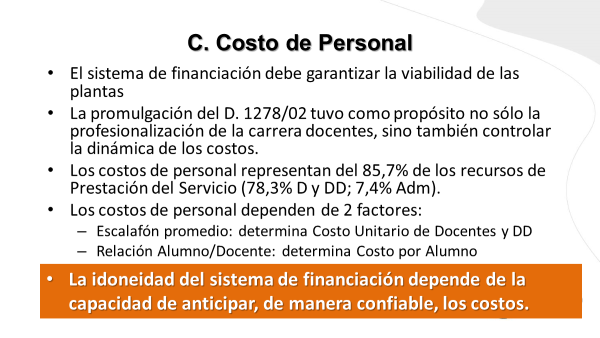 C. Costo de Personal
• El sistema de financiación debe garantizar la viabilidad de las
plantas
• La promulgación del D. 1278/02 tuvo como propósito no sólo la
profesionalización de la carrera docentes, sino también controlar
la dinámica de los costos.
• Los costos de personal representan del 85,7% de los recursos de
Prestación del Servicio (78,3% D y DD; 7,4% Adm).
• Los costos de personal dependen de 2 factores:
– Escalafón promedio: determina Costo Unitario de Docentes y DD
– Relación Alumno/Docente: determina Costo por Alumno
• La idoneidad del sistema de financiación depende de la
capacidad de anticipar, de manera confiable, los costos.